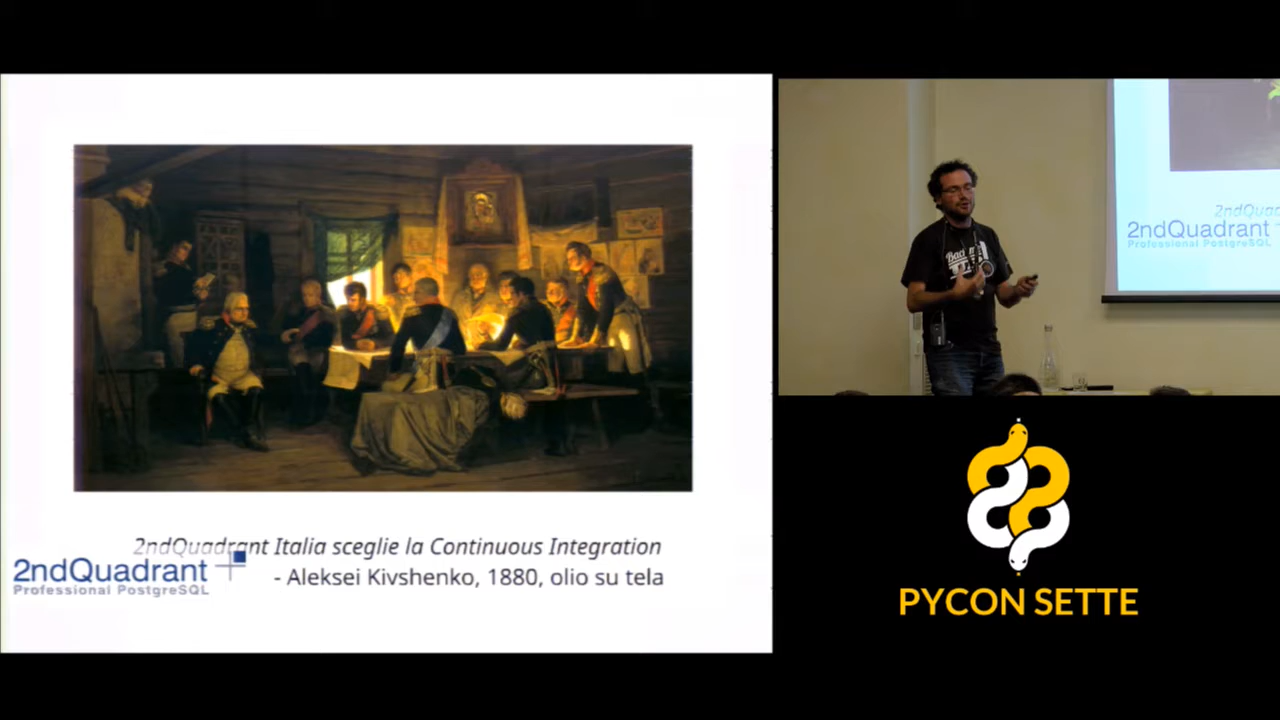 2ndQuadrant Italia sceglie la Continuous Integration
- Aleksei Kivshenko, 1880, olio su tela
2ndQuadrant
Professional PostgreSQL
2ndQua
2ndQuadrant
Professional PostgreSQL
PYCON SETTE